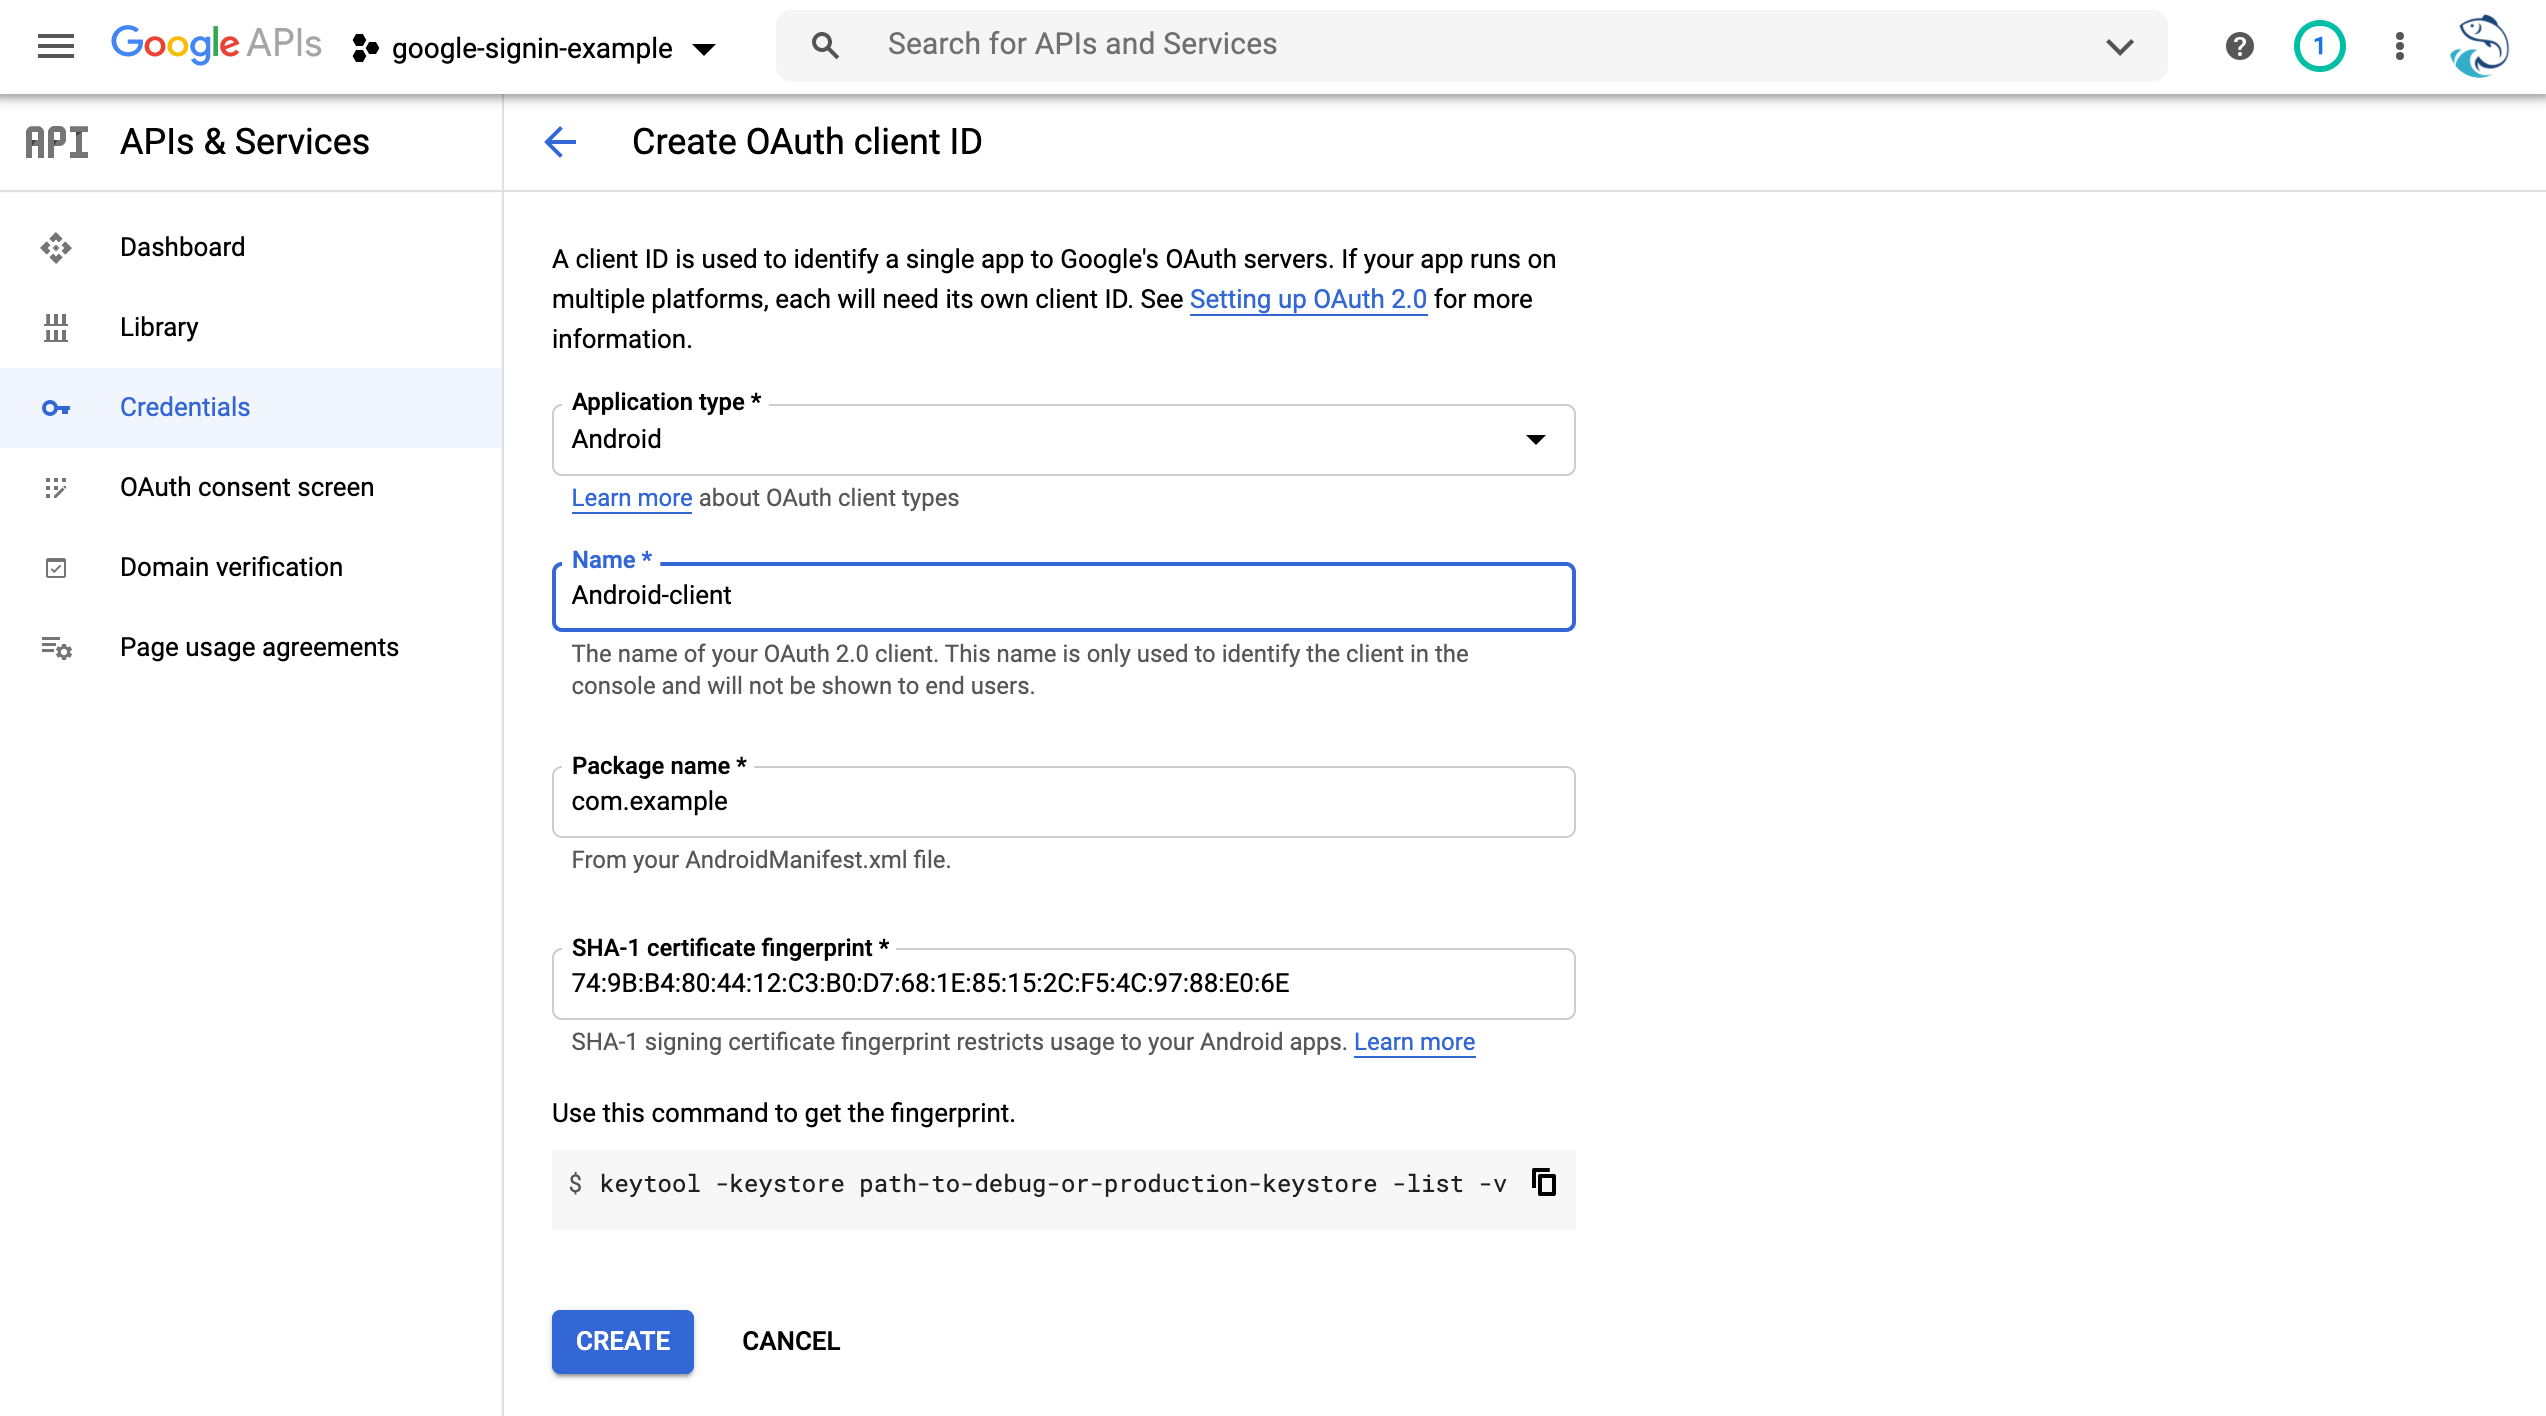 Google APIs
google-signin-example
Search for APIs and Services
1
API
APIs & Services
Create OAuth client ID
Dashboard
Library
Credentials
OAuth consent screen
Domain verification
Page usage agreements
A client ID is used to identify a single app to Google's OAuth servers. If your app runs on
multiple platforms, each will need its own client ID. See Setting up OAuth 2.0 for more
information.
Application type *
Android
Learn more about OAuth client types
Name *
Android-client
The name of your OAuth 2.0 client. This name is only used to identify the client in the
console and will not be shown to end users.
Package name *
com.example
From your AndroidManifest.xml file.
SHA-1 certificate fingerprint *
74:9B:B4:80:44:12:C3:B0:D7:68:1E:85:15:2C:F5:4C:97:88:E0:6E
SHA-1 signing certificate fingerprint restricts usage to your Android apps. Learn more
Use this command to get the fingerprint.
$ keytool -keystore path-to-debug-or-production-keystore -list -v
CREATE
CANCEL